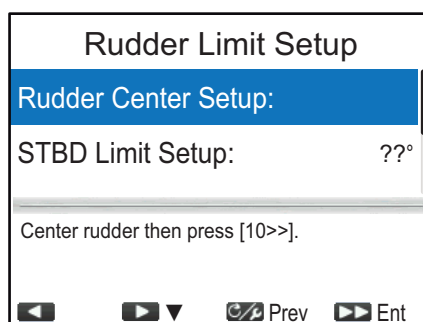 Rudder Limit Setup
Rudder Center Setup:
STBD Limit Setup: ??°
Center rudder then press [10>>].
▼ C/ Prev Ent